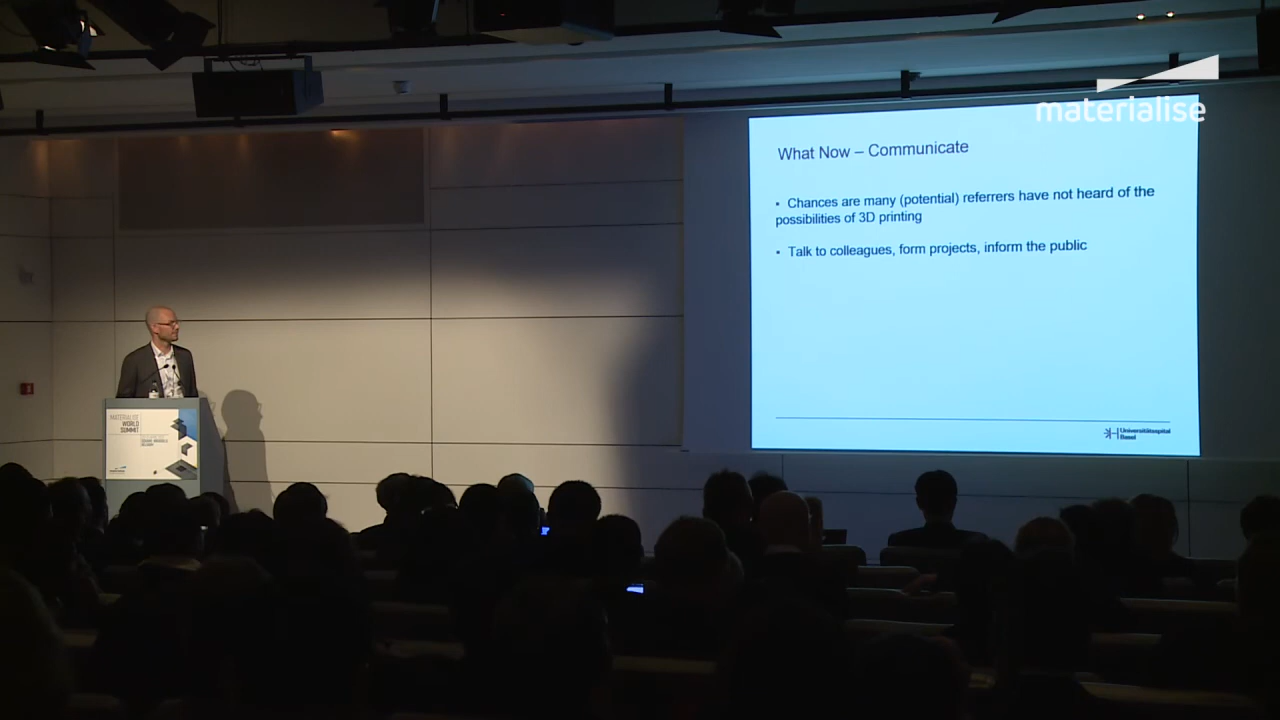 materialise
What Now – Communicate
• Chances are many (potential) referrers have not heard of the
possibilities of 3D printing
• Talk to colleagues, form projects, inform the public
Universitätsspital
Basel
MATERIALISE
WORLD
SUMMIT